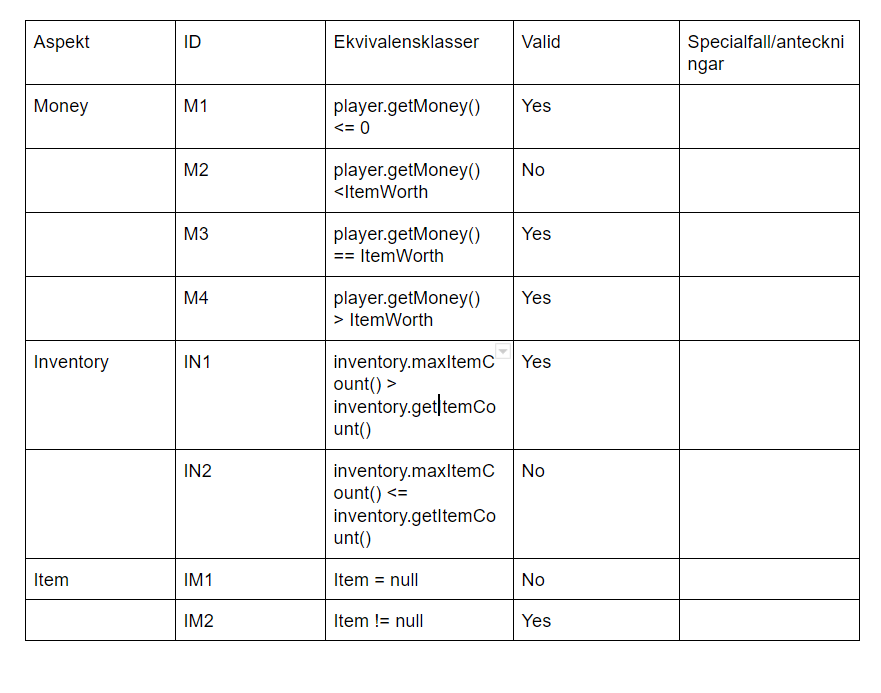 Aspekt ID Ekvivalensklasser Valid Specialfall/anteckni
ngar
Money M1 player.getMoney() Yes
<= 0
M2 player.getMoney() No
<ItemWorth
M3 player.getMoney() Yes
== ItemWorth
M4 player.getMoney() Yes
> ItemWorth
Inventory IN1 inventory.maxItemC Yes
ount() >
inventory.getItemCo
unt()
IN2 inventory.maxItemC No
ount() <=
inventory.getItemCo
unt()
Item IM1 Item = null No
IM2 Item != null Yes